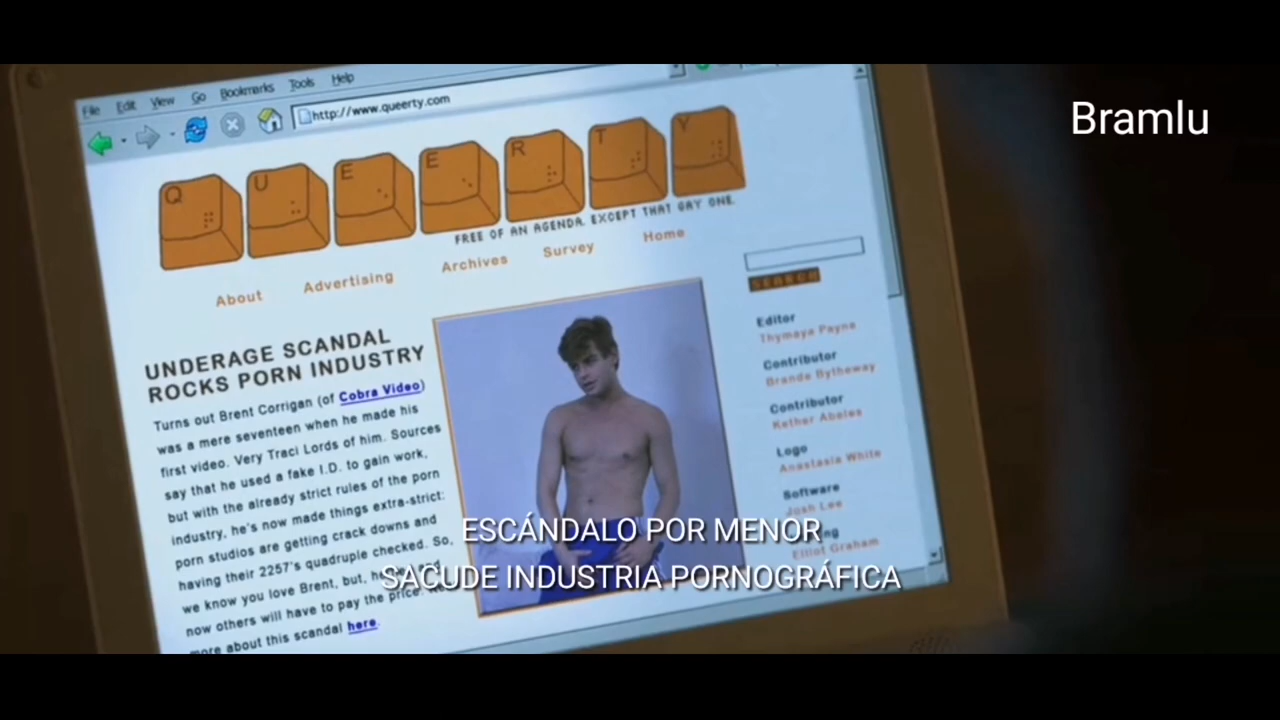 Bramlu
File Edit View Go Bookmarks Tools Help
http://www.queerty.com
Q U E E R T Y
FREE OF AN AGENDA. EXCEPT THAT GAY ONE.
About Advertising Archives Survey Home
SEARCH
UNDERAGE SCANDAL
ROCKS PORN INDUSTRY
Turns out Brent Corrigan (of Cobra Video)
was a mere seventeen when he made his
first video. Very Traci Lords of him. Sources
say that he used a fake I.D. to gain work,
but with the already strict rules of the porn
industry, he's now made things extra-strict:
porn studios are getting crack downs and
having their 2257's quadruple checked. So,
we know you love Brent, but,
now others will have to pay the price.
more about this scandal here.
Editor
Thymaya Payne
Contributor
Brande Bytheway
Contributor
Kether Abeles
Logo
Anastasia White
Software
Josh Lee
Elliot Graham
ESCÁNDALO POR MENOR
SACUDE INDUSTRIA PORNOGRÁFICA